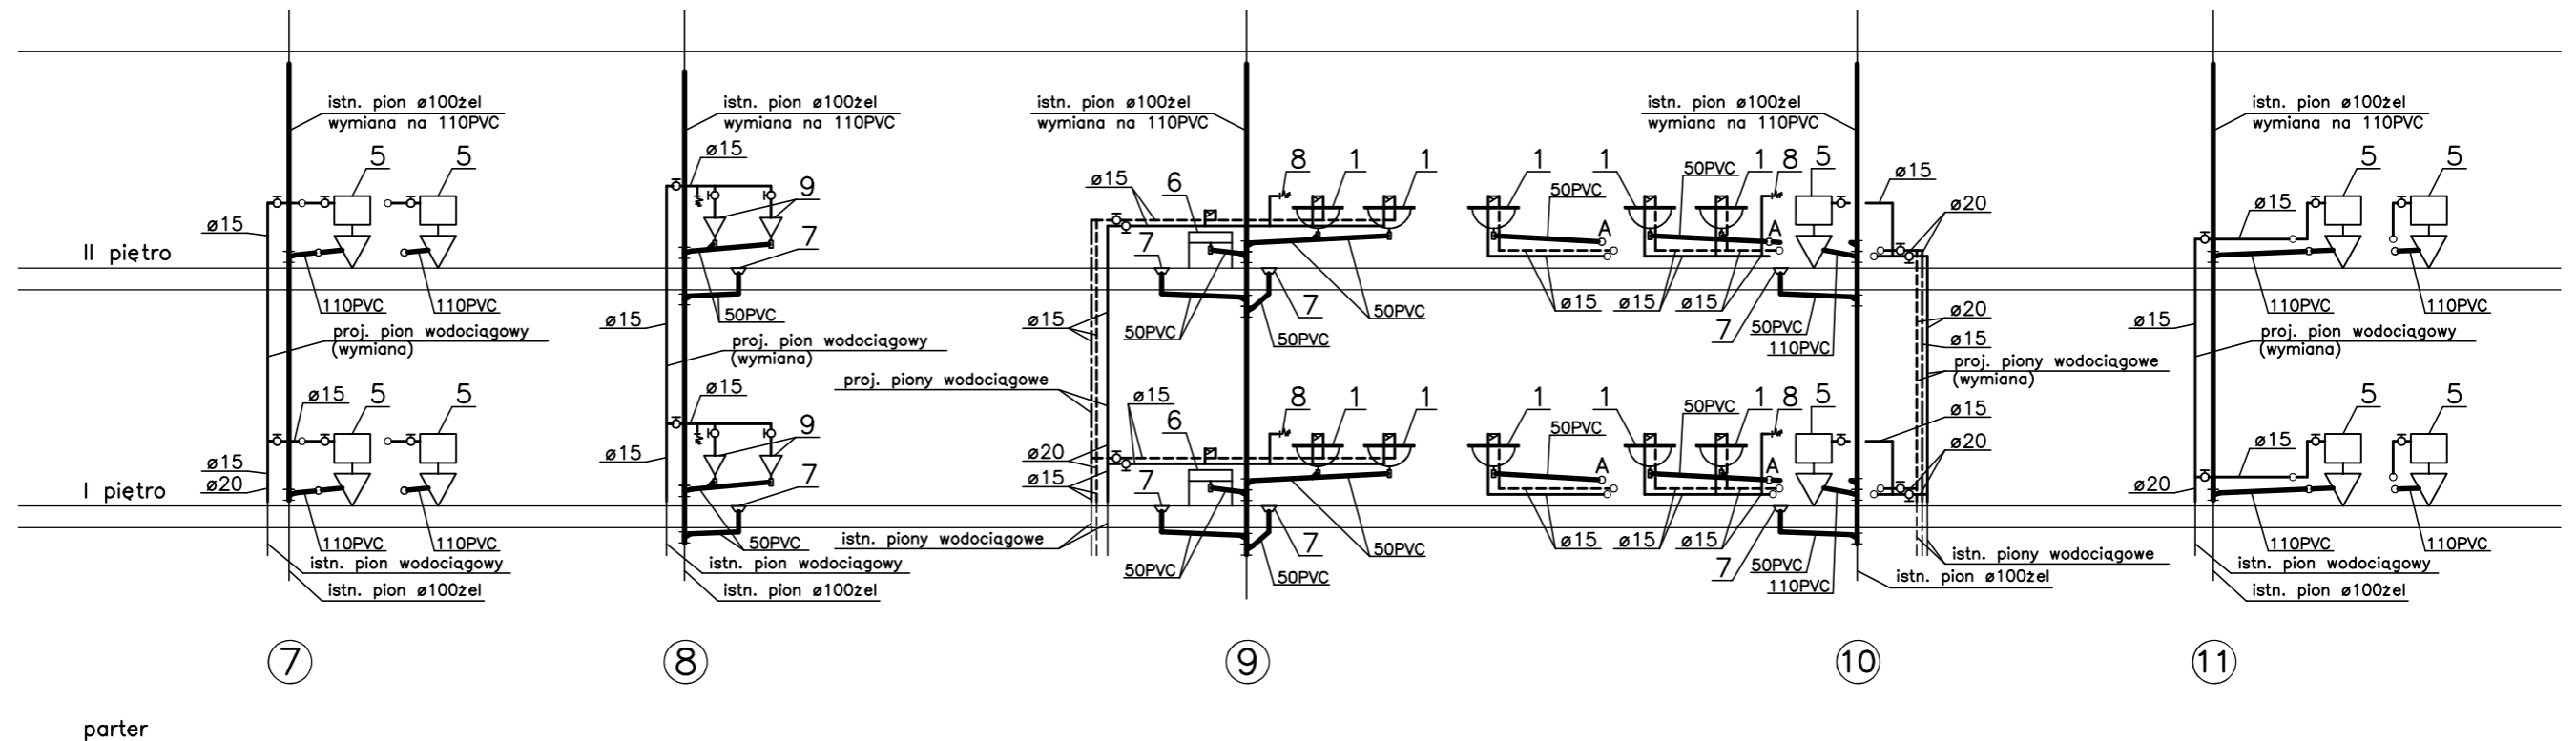 istn. pion ø100żel
wymiana na 110PVC
5
5
ø15
II piętro
110PVC
110PVC
proj. pion wodociągowy
(wymiana)
ø15
5
5
ø15
ø20
I piętro
110PVC
110PVC
istn. pion wodociągowy
istn. pion ø100żel
7
istn. pion ø100żel
wymiana na 110PVC
ø15
9
7
50PVC
ø15
proj. pion wodociągowy
(wymiana)
ø15
9
ø15
7
50PVC
istn. pion wodociągowy
istn. pion ø100żel
8
istn. pion ø100żel
wymiana na 110PVC
8
1
1
ø15
6
7
7
ø15
50PVC
50PVC
50PVC
proj. piony wodociągowe
ø15
8
1
1
6
ø20
ø15
7
istn. piony wodociągowe
7
50PVC
50PVC
50PVC
9
istn. pion ø100żel
wymiana na 110PVC
1
1
50PVC
1
8
5
50PVC
ø15
A
A
ø20
ø15
ø15
ø15
7
50PVC
110PVC
ø20
ø15
proj. piony wodociągowe
(wymiana)
1
1
50PVC
1
8
5
50PVC
ø15
ø20
A
A
ø15
ø15
ø15
7
50PVC
110PVC
istn. piony wodociągowe
istn. pion ø100żel
10
istn. pion ø100żel
wymiana na 110PVC
5
5
ø15
110PVC
110PVC
ø15
proj. pion wodociągowy
(wymiana)
5
5
ø15
ø20
110PVC
110PVC
istn. pion wodociągowy
istn. pion ø100żel
11
parter